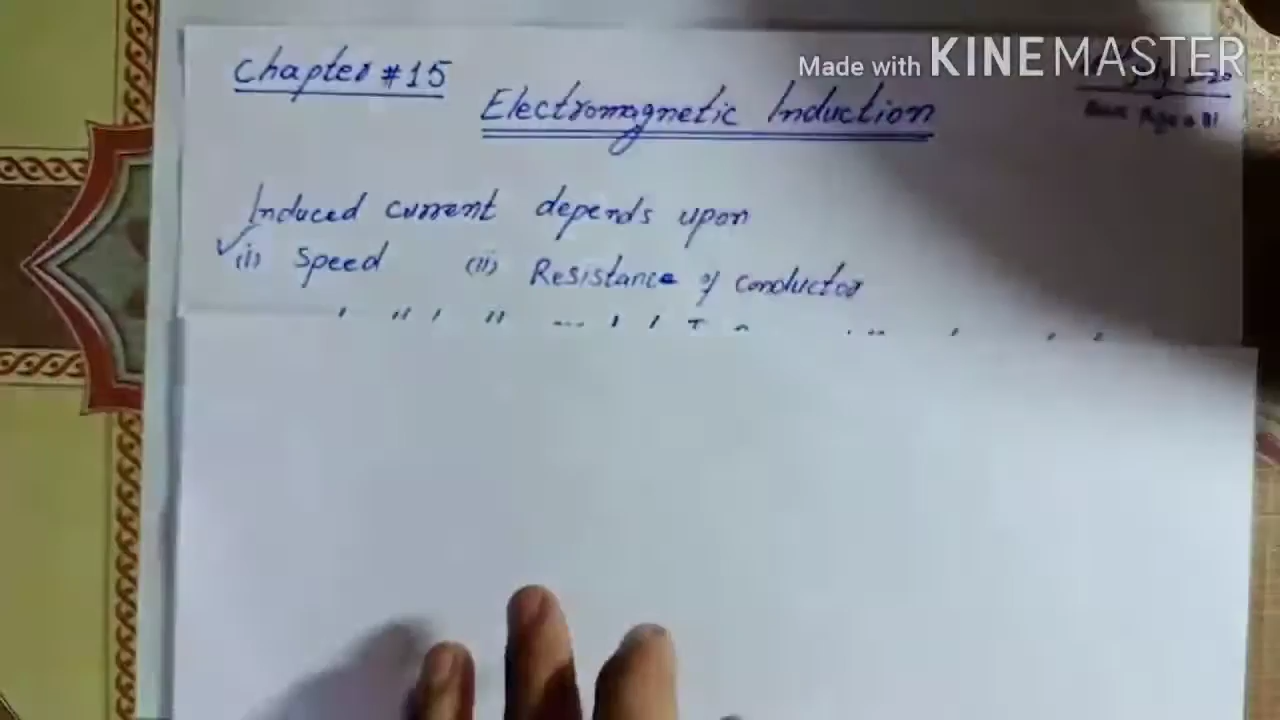 Made with KINEMASTER
Chapter #15
Electromagnetic Induction
Induced current depends upon
(i) Speed (ii) Resistance of conductor